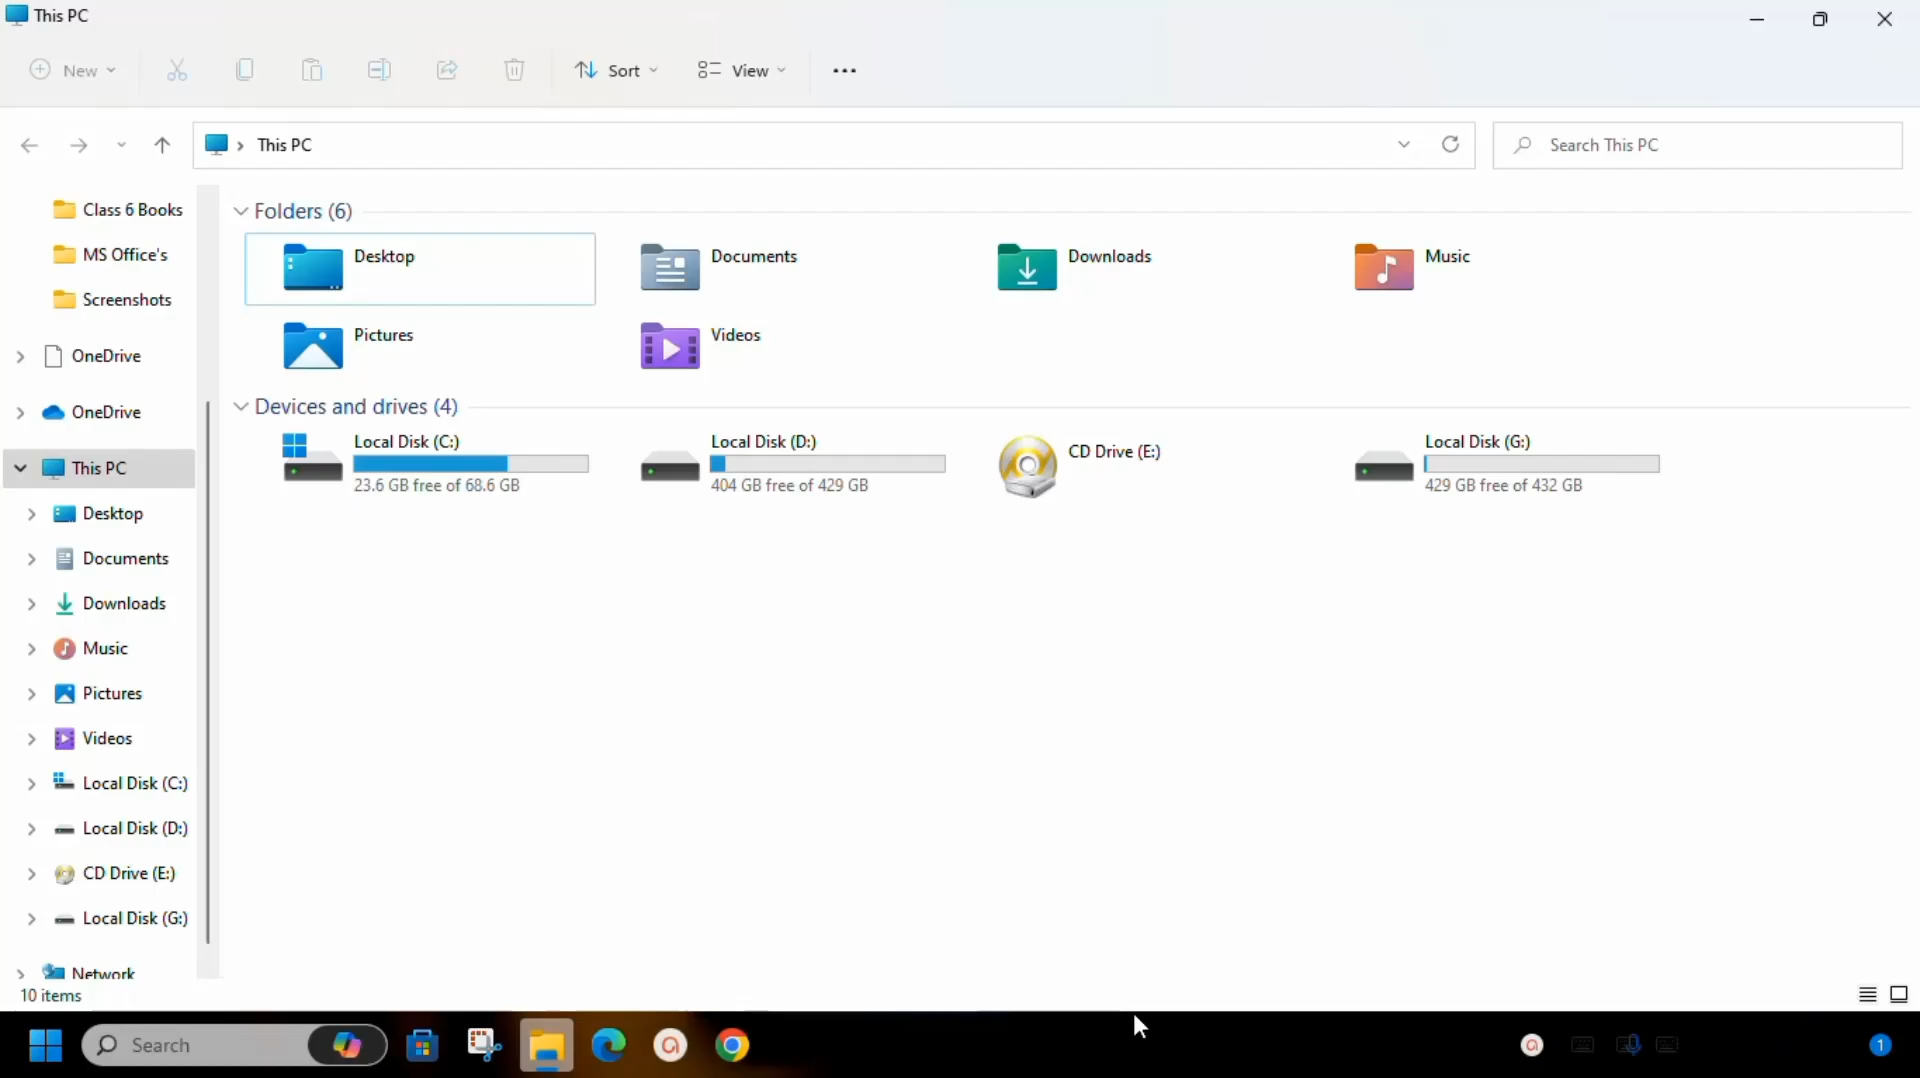 This PC
New
Sort
View
This PC
Search This PC
Class 6 Books
MS Office's
Screenshots
OneDrive
OneDrive
This PC
Desktop
Documents
Downloads
Music
Pictures
Videos
Local Disk (C:)
Local Disk (D:)
CD Drive (E:)
Local Disk (G:)
Network
Folders (6)
Desktop
Documents
Downloads
Music
Pictures
Videos
Devices and drives (4)
Local Disk (C:)
23.6 GB free of 68.6 GB
Local Disk (D:)
404 GB free of 429 GB
CD Drive (E:)
Local Disk (G:)
429 GB free of 432 GB
10 items
Search
1